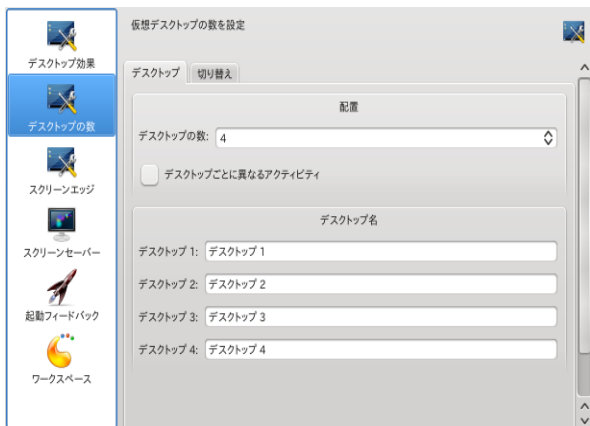 仮想デスクトップの数を設定
デスクトップ効果
デスクトップの数
スクリーンエッジ
スクリーンセーバー
起動フィードバック
ワークスペース
デスクトップ 切り替え
配置
デスクトップの数: 4
デスクトップごとに異なるアクティビティ
デスクトップ名
デスクトップ 1: デスクトップ 1
デスクトップ 2: デスクトップ 2
デスクトップ 3: デスクトップ 3
デスクトップ 4: デスクトップ 4